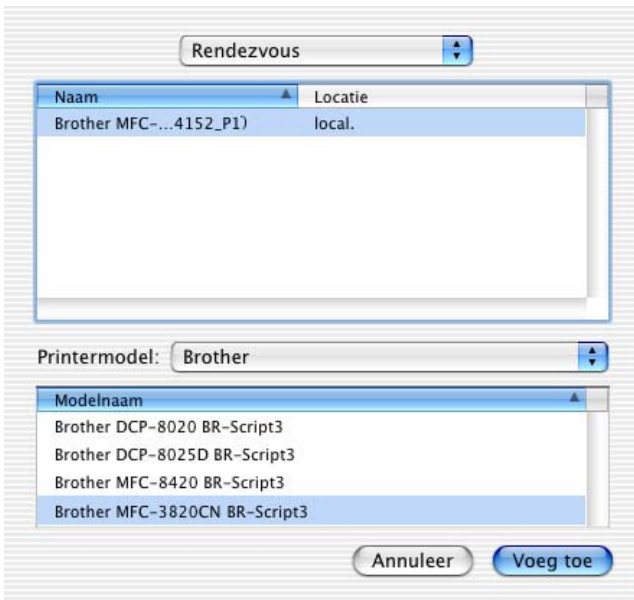 Rendezvous
Naam Locatie
Brother MFC-...4152_P1) local.
Printermodel: Brother
Modelnaam
Brother DCP-8020 BR-Script3
Brother DCP-8025D BR-Script3
Brother MFC-8420 BR-Script3
Brother MFC-3820CN BR-Script3
Annuleer Voeg toe